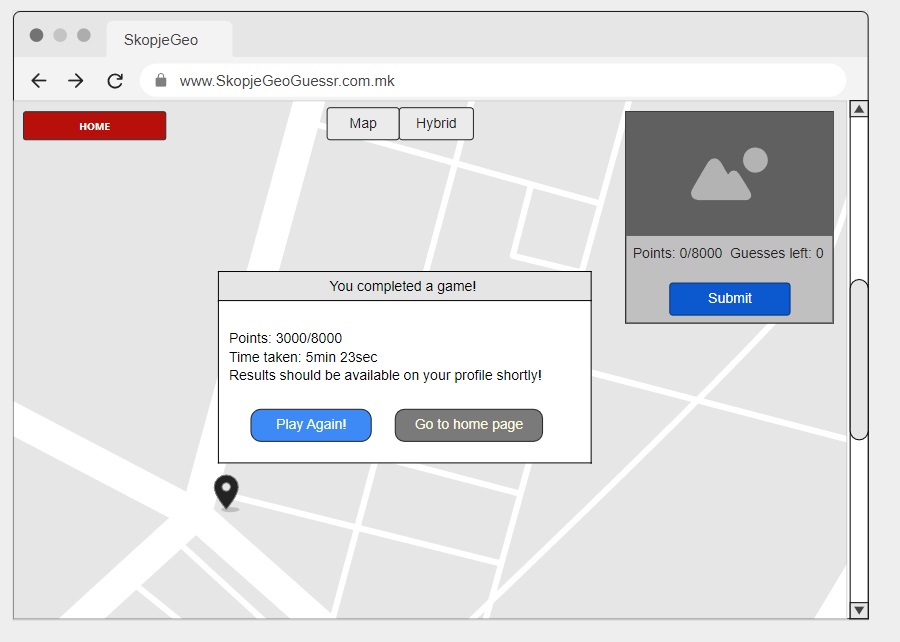 SkopjeGeo
www.SkopjeGeoGuessr.com.mk
HOME
Map Hybrid
Points: 0/8000 Guesses left: 0
Submit
You completed a game!
Points: 3000/8000
Time taken: 5min 23sec
Results should be available on your profile shortly!
Play Again! Go to home page